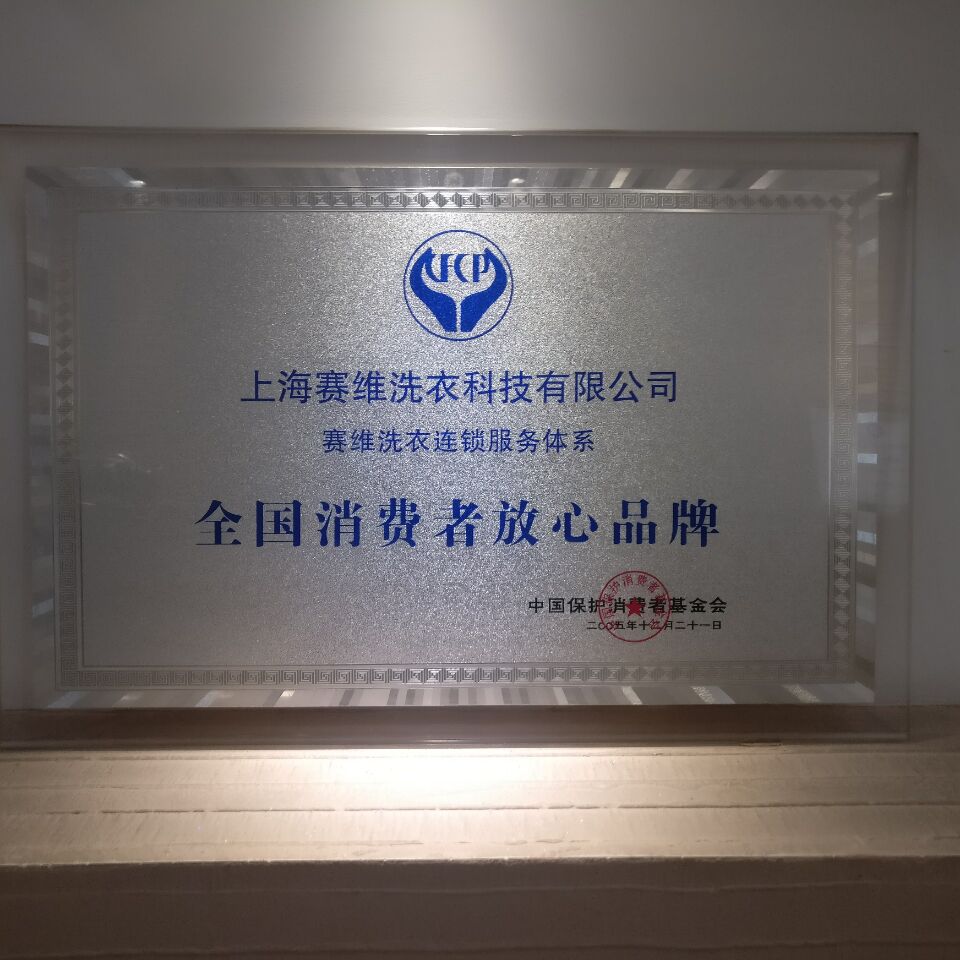 CFCP
上海赛维洗衣科技有限公司
赛维洗衣连锁服务体系
全国消费者放心品牌
中国保护消费者基金会
二〇〇五年十二月二十一日